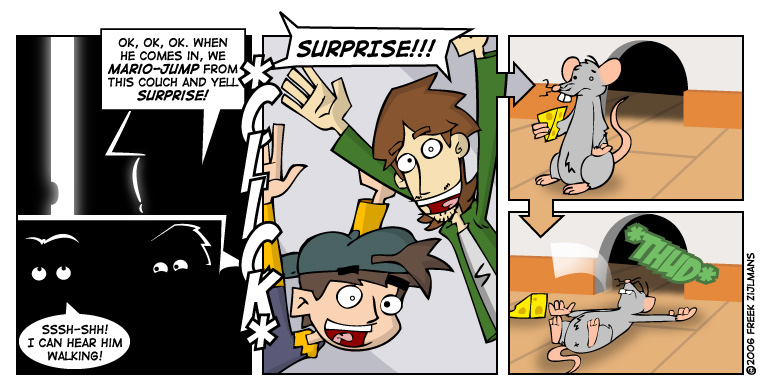 OK, OK, OK. WHEN
HE COMES IN, WE
MARIO-JUMP FROM
THIS COUCH AND YELL
SURPRISE!
SSSH-SHH!
I CAN HEAR HIM
WALKING!
*CLICK*
SURPRISE!!!
*THUD*
©2006 FREEK ZIJLMANS